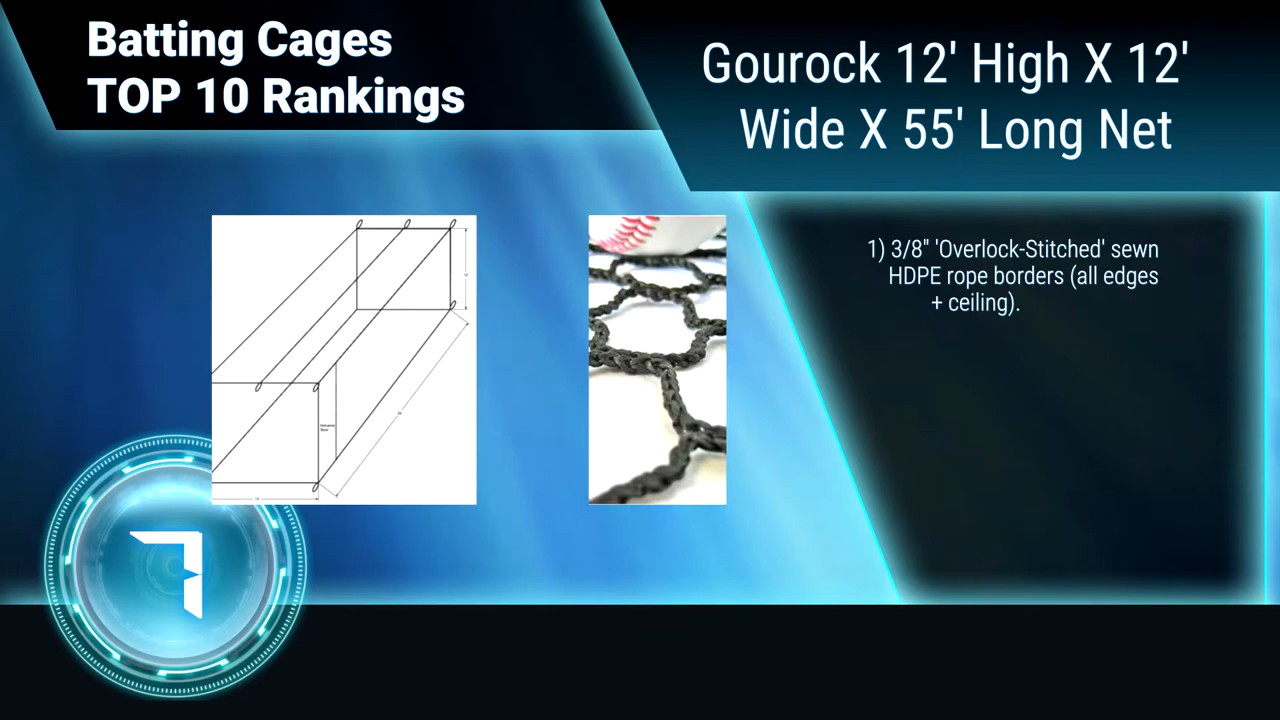 Batting Cages
TOP 10 Rankings
Gourock 12' High X 12'
Wide X 55' Long Net
1) 3/8" 'Overlock-Stitched' sewn
HDPE rope borders (all edges
+ ceiling).
7